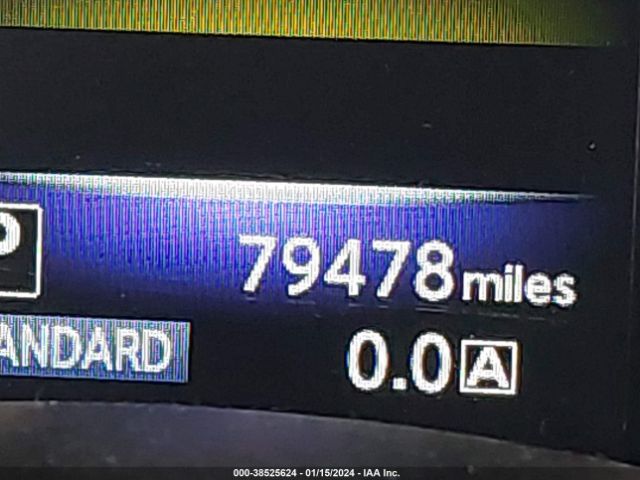 P
79478 miles
ANDARD
0.0 A
000-38525624 - 01/15/2024 - IAA Inc.